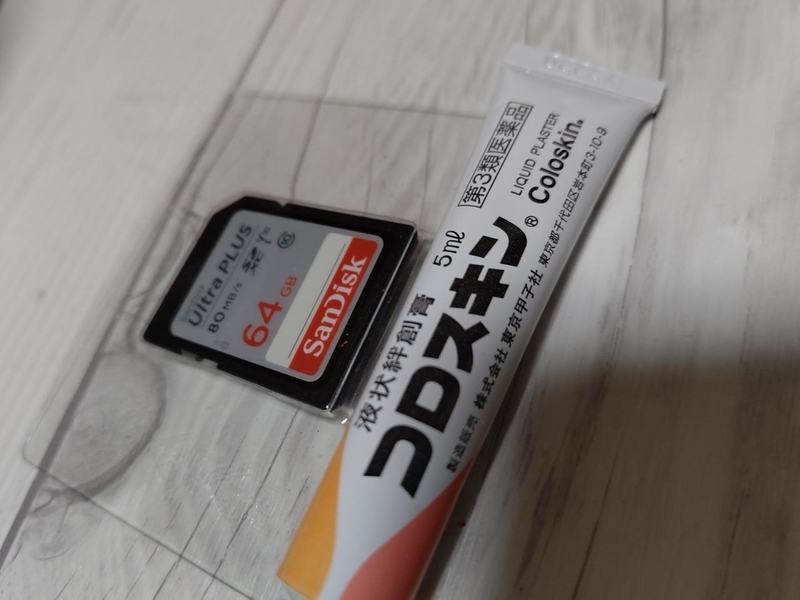 Ultra PLUS
80 MB/s
64 GB
SanDisk
第3類医薬品
LIQUID PLASTER
Coloskin®
液状絆創膏 5mℓ
コロスキン®
製造販売 株式会社 東京甲子社 東京都千代田区岩本町3-10-9